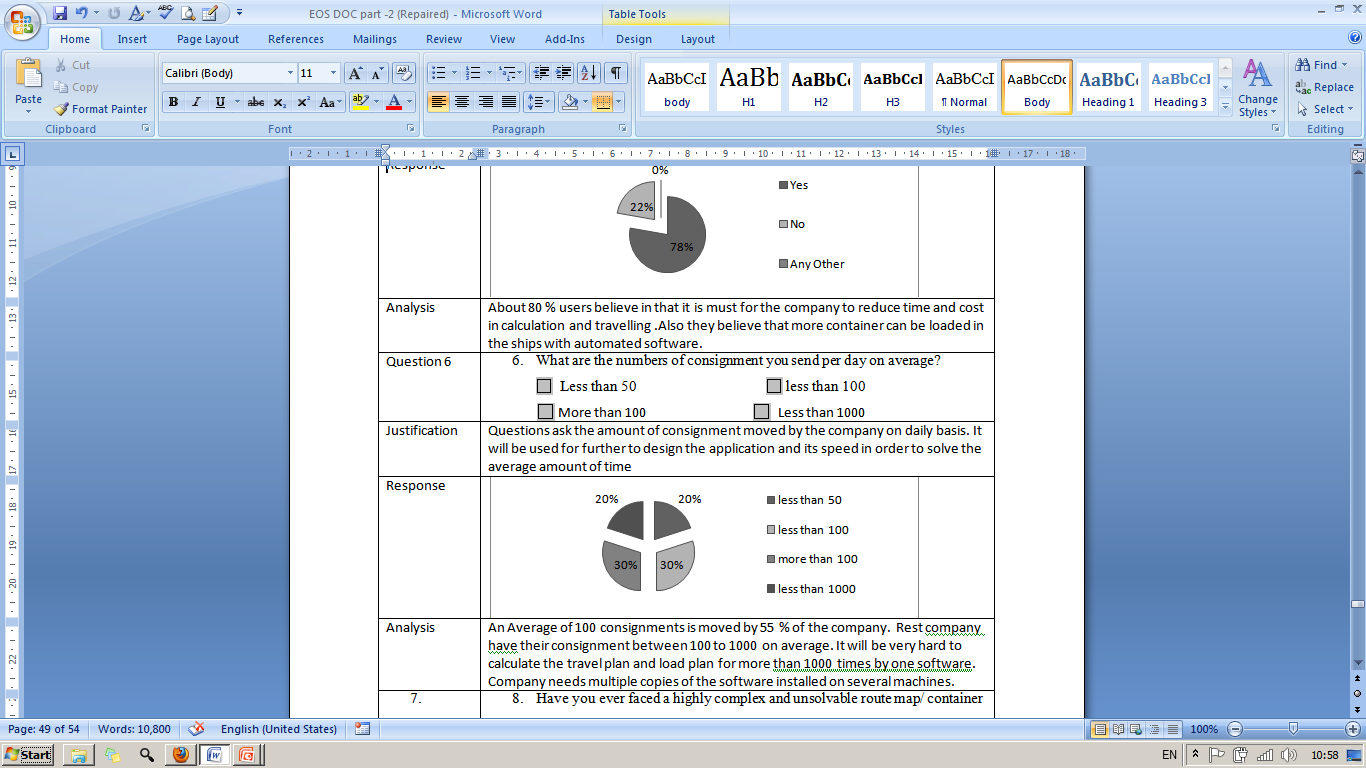 EOS DOC part -2 (Repaired) - Microsoft Word
Table Tools
Home Insert Page Layout References Mailings Review View Add-Ins Design Layout
Paste
Cut
Copy
Format Painter
Clipboard
Calibri (Body) 11
Font
Paragraph
AaBbCcI AaBb AaBbC AaBbCcI AaBbCcI AaBbCcDc AaBbC AaBbCc
body H1 H2 H3 ¶ Normal Body Heading 1 Heading 3
Change Styles
Styles
Find
Replace
Select
Editing
Response
0%
22%
78%
Yes
No
Any Other
Analysis
About 80 % users believe in that it is must for the company to reduce time and cost
in calculation and travelling .Also they believe that more container can be loaded in
the ships with automated software.
Question 6
6. What are the numbers of consignment you send per day on average?
Less than 50 less than 100
More than 100 Less than 1000
Justification
Questions ask the amount of consignment moved by the company on daily basis. It
will be used for further to design the application and its speed in order to solve the
average amount of time
Response
20% 20%
30% 30%
less than 50
less than 100
more than 100
less than 1000
Analysis
An Average of 100 consignments is moved by 55 % of the company. Rest company
have their consignment between 100 to 1000 on average. It will be very hard to
calculate the travel plan and load plan for more than 1000 times by one software.
Company needs multiple copies of the software installed on several machines.
7.
8. Have you ever faced a highly complex and unsolvable route map/ container
Page: 49 of 54 Words: 10,800 English (United States) 100%
Start EN 10:58